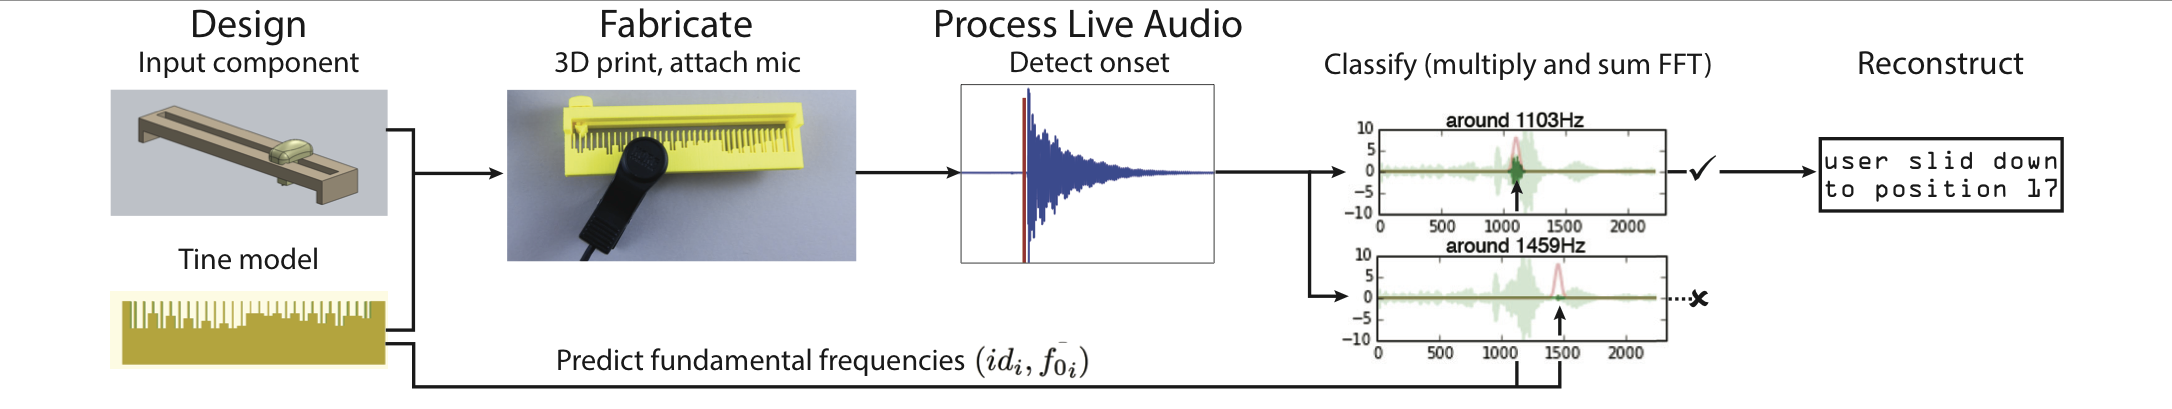 Design
Input component
Tine model
Fabricate
3D print, attach mic
Process Live Audio
Detect onset
Classify (multiply and sum FFT)
around 1103Hz
10
5
0
−5
−10
0 500 1000 1500 2000
around 1459Hz
10
5
0
−5
−10
0 500 1000 1500 2000
Reconstruct
user slid down
to position 17
Predict fundamental frequencies (id_i, f_{0_i})